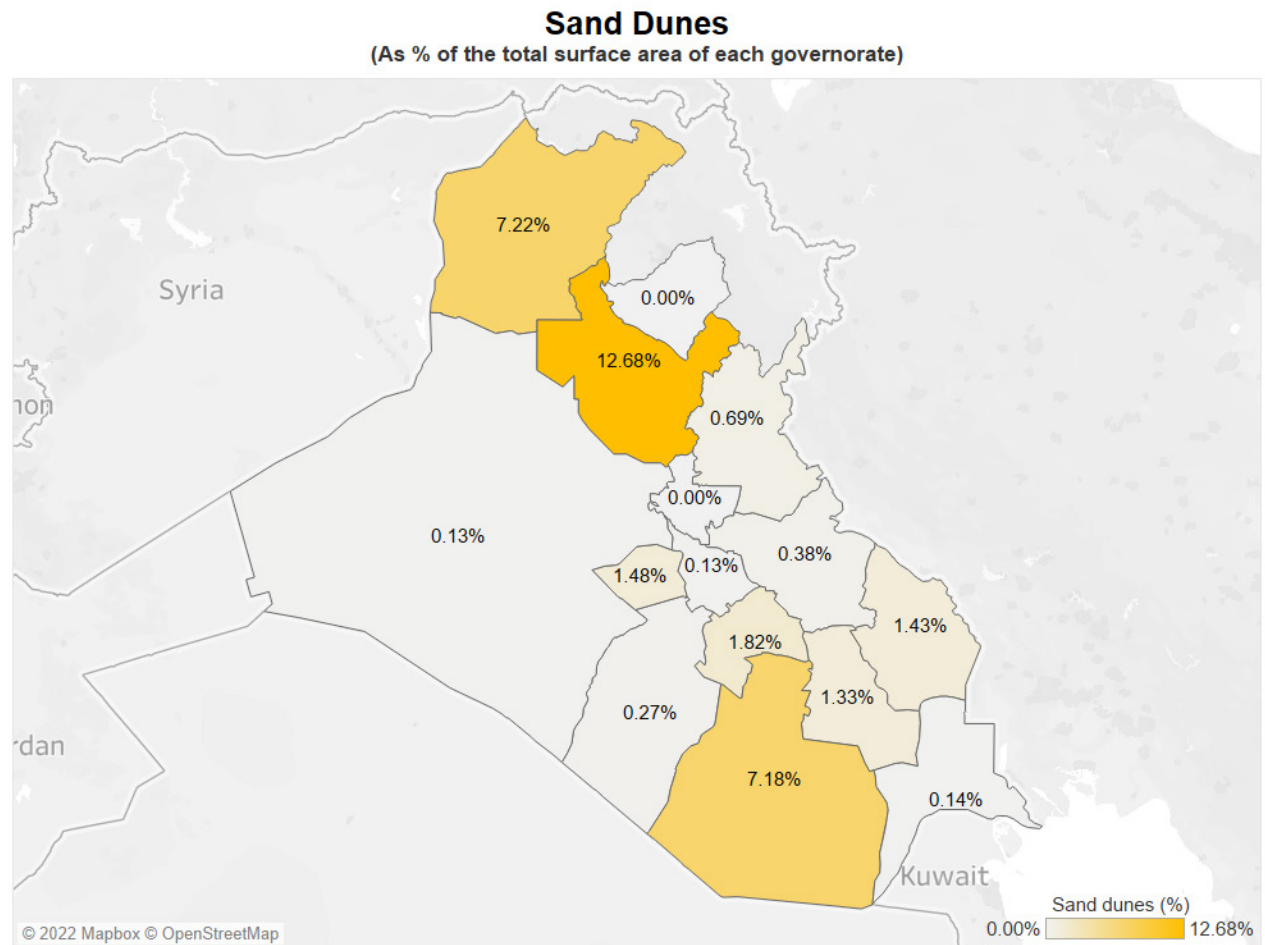 Sand Dunes
(As % of the total surface area of each governorate)
7.22%
Syria
0.00%
12.68%
non
0.69%
0.00%
0.13%
0.38%
0.13%
1.48%
1.43%
1.82%
1.33%
0.27%
rdan
7.18%
0.14%
Kuwait
Sand dunes (%)
0.00% 12.68%
© 2022 Mapbox © OpenStreetMap